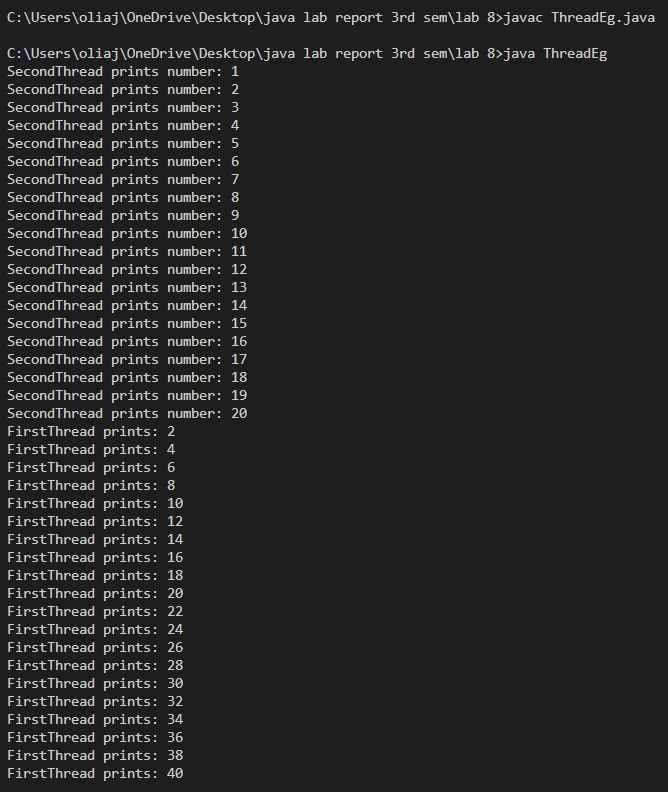 C:\Users\oliaj\OneDrive\Desktop\java lab report 3rd sem\lab 8>javac ThreadEg.java
C:\Users\oliaj\OneDrive\Desktop\java lab report 3rd sem\lab 8>java ThreadEg
SecondThread prints number: 1
SecondThread prints number: 2
SecondThread prints number: 3
SecondThread prints number: 4
SecondThread prints number: 5
SecondThread prints number: 6
SecondThread prints number: 7
SecondThread prints number: 8
SecondThread prints number: 9
SecondThread prints number: 10
SecondThread prints number: 11
SecondThread prints number: 12
SecondThread prints number: 13
SecondThread prints number: 14
SecondThread prints number: 15
SecondThread prints number: 16
SecondThread prints number: 17
SecondThread prints number: 18
SecondThread prints number: 19
SecondThread prints number: 20
FirstThread prints: 2
FirstThread prints: 4
FirstThread prints: 6
FirstThread prints: 8
FirstThread prints: 10
FirstThread prints: 12
FirstThread prints: 14
FirstThread prints: 16
FirstThread prints: 18
FirstThread prints: 20
FirstThread prints: 22
FirstThread prints: 24
FirstThread prints: 26
FirstThread prints: 28
FirstThread prints: 30
FirstThread prints: 32
FirstThread prints: 34
FirstThread prints: 36
FirstThread prints: 38
FirstThread prints: 40